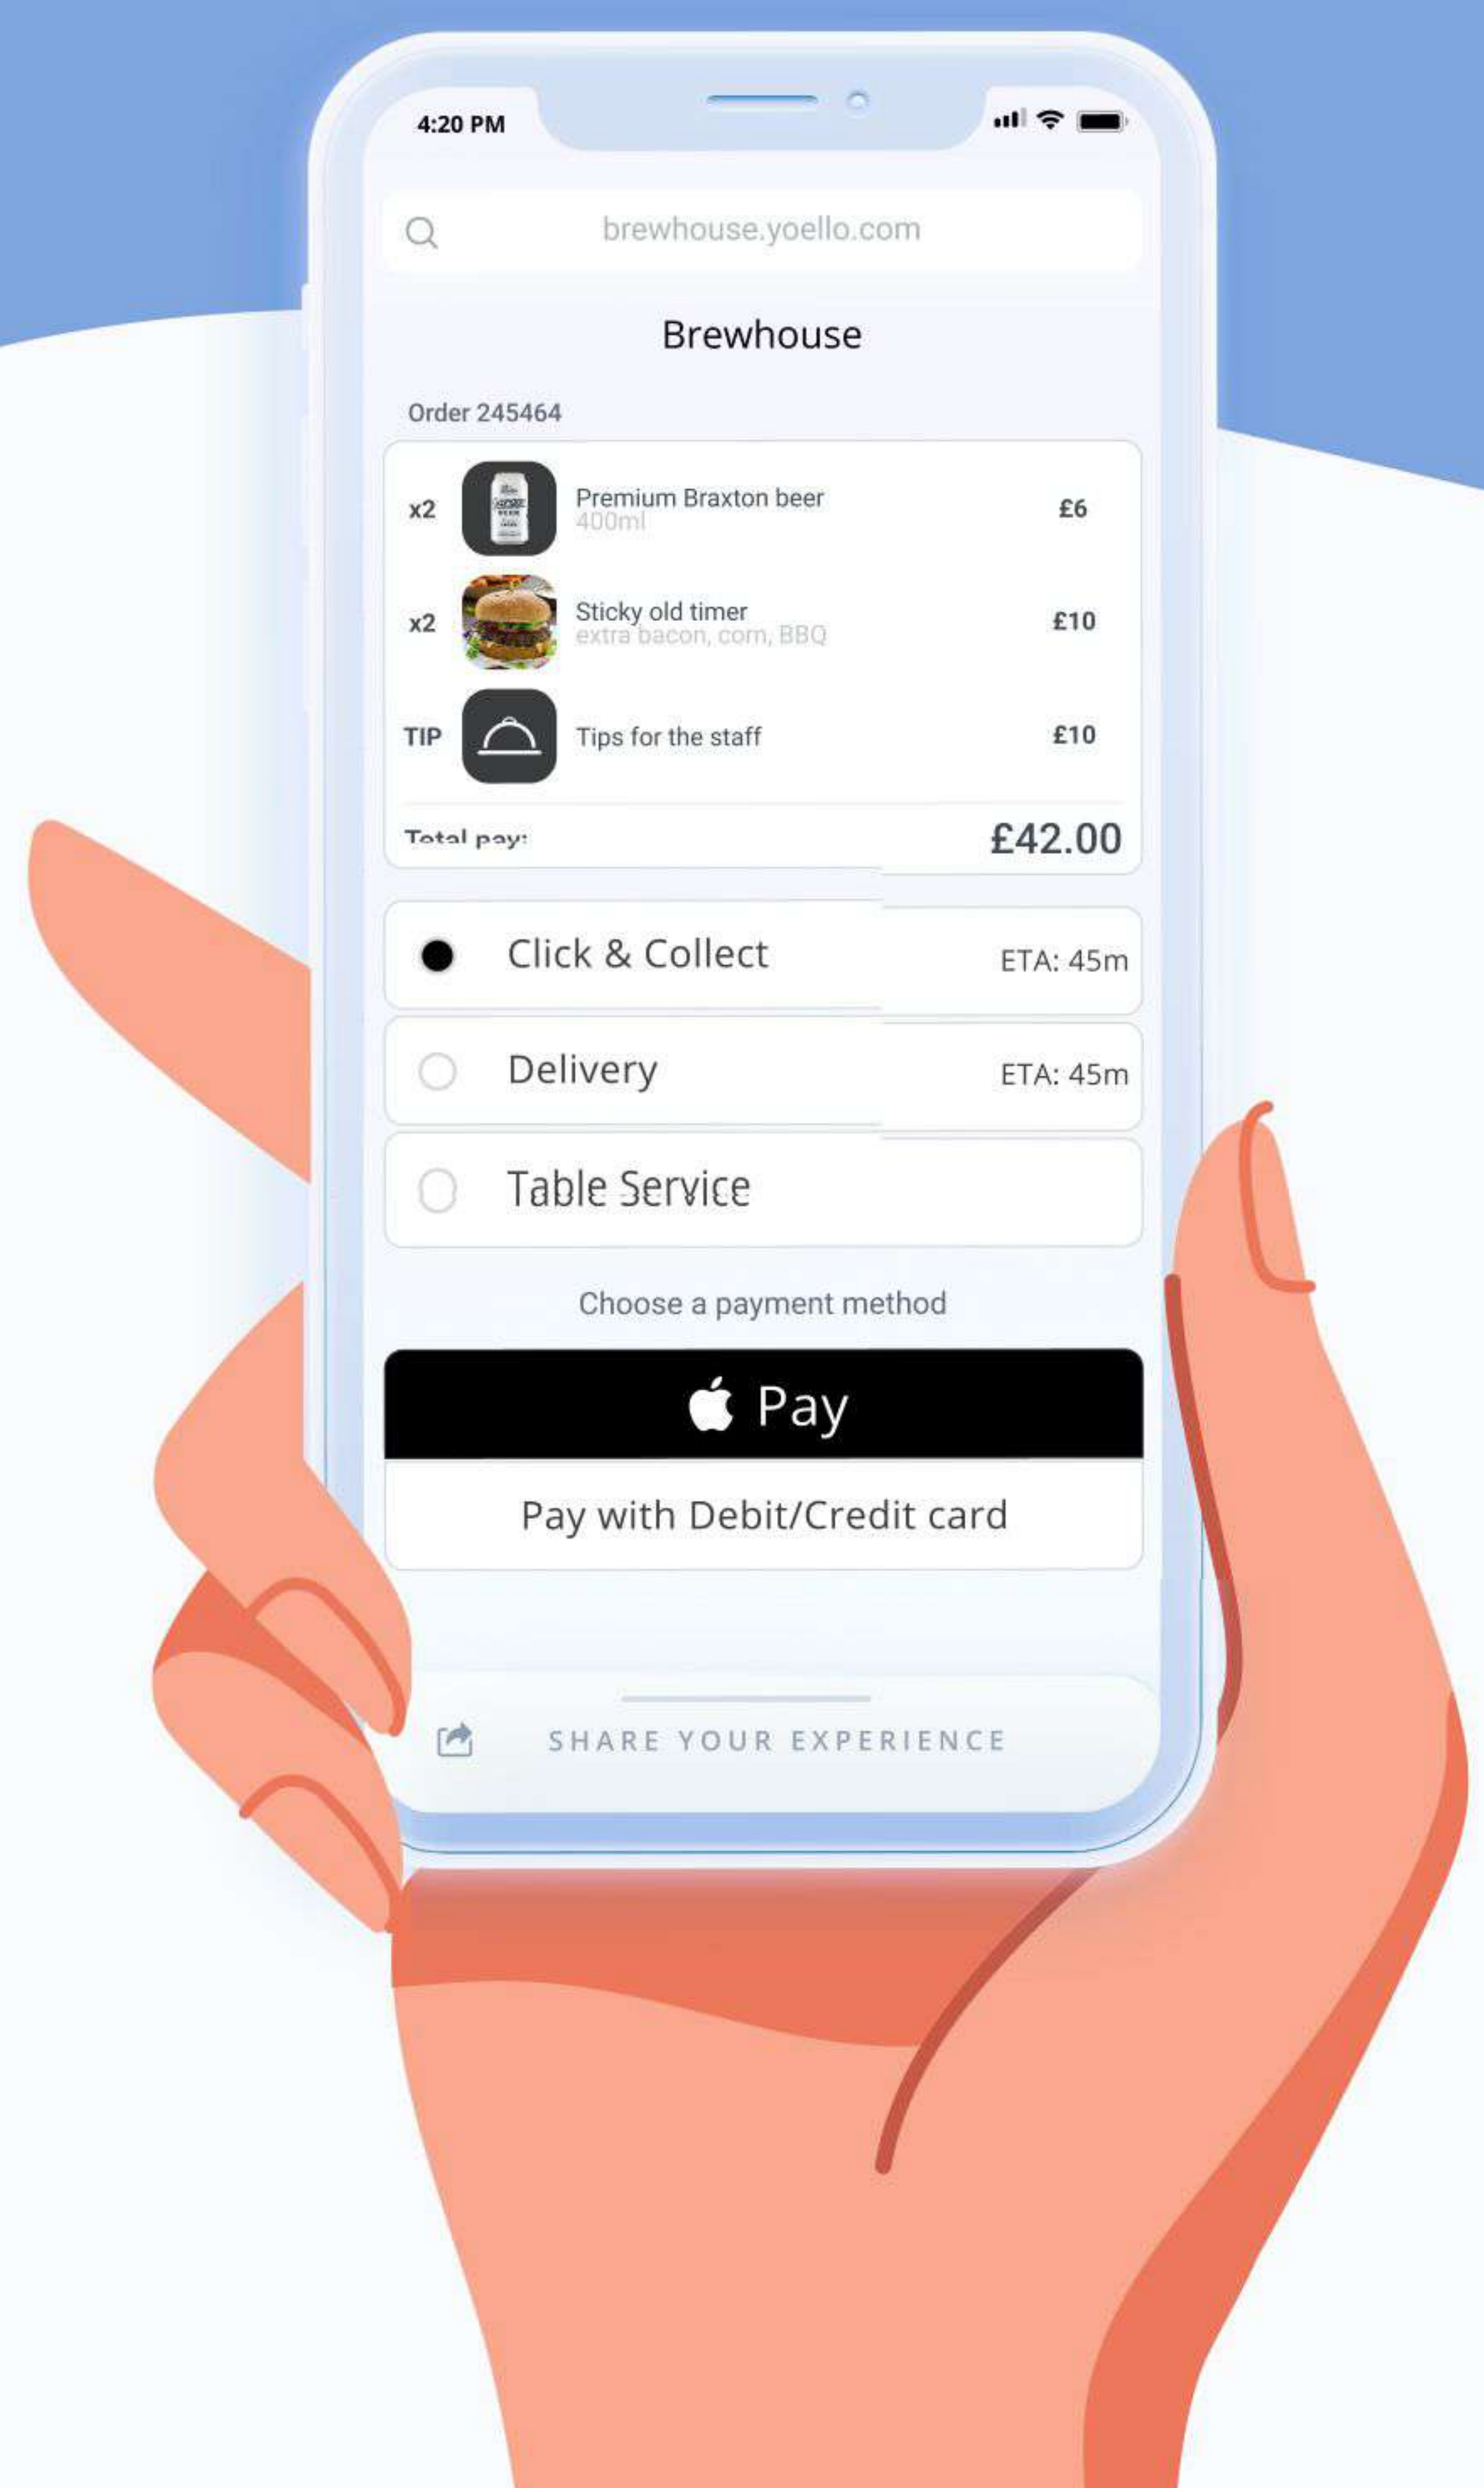 4:20 PM
brewhouse.yoello.com
Brewhouse
Order 245464
x2 Premium Braxton beer £6
400ml
x2 Sticky old timer £10
extra bacon, corn, BBQ
TIP Tips for the staff £10
Total pay: £42.00
Click & Collect ETA: 45m
Delivery ETA: 45m
Table Service
Choose a payment method
Pay
Pay with Debit/Credit card
SHARE YOUR EXPERIENCE